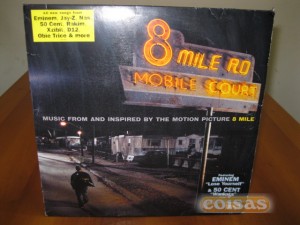 all new songs from
Eminem, Jay-Z, Nas
50 Cent, Rakim
Xzibit, D12,
Obie Trice & more
8 MILE RD
MOBILE COURT
MUSIC FROM AND INSPIRED BY THE MOTION PICTURE 8 MILE
Featuring
EMINEM
"Lose Yourself"
& 50 CENT
"Wanksta"
coisas